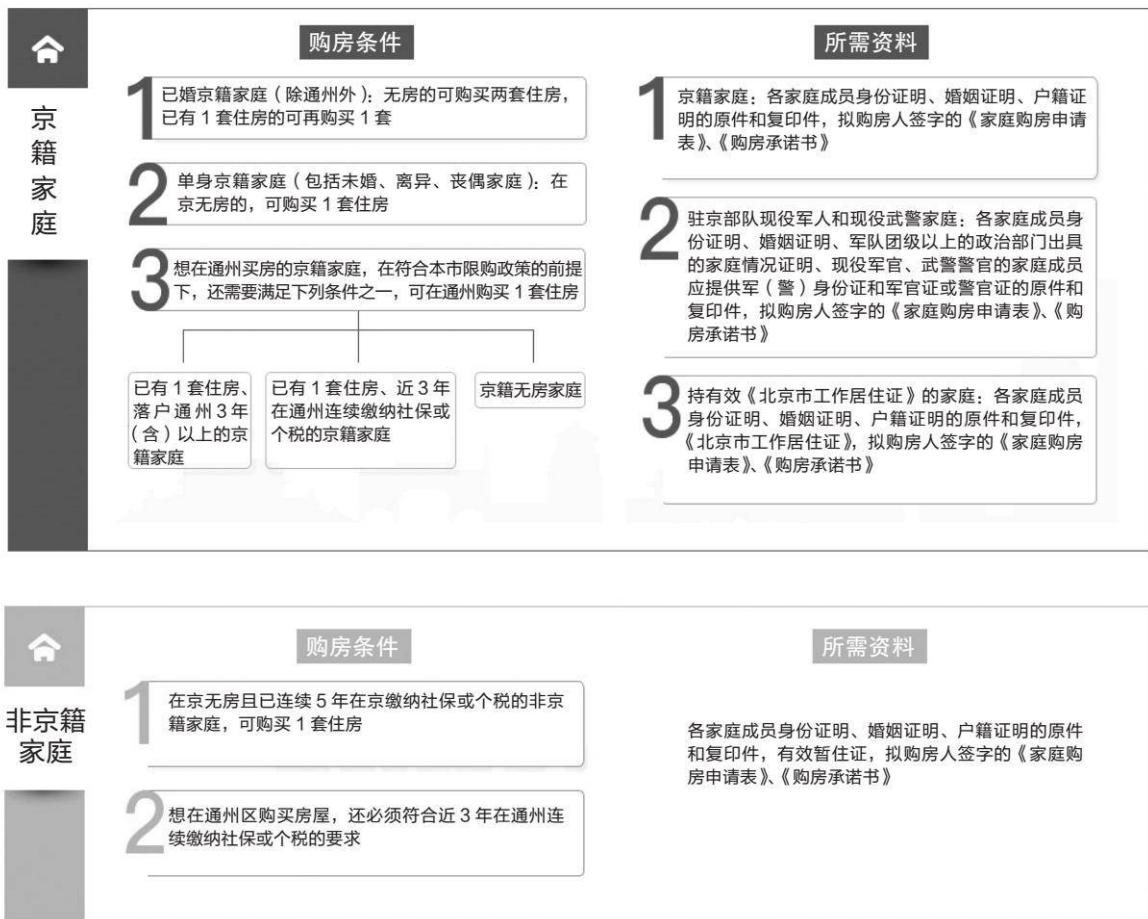 京
籍
家
庭
购房条件
1
已婚京籍家庭（除通州外）：无房的可购买两套住房，
已有 1 套住房的可再购买 1 套
2
单身京籍家庭（包括未婚、离异、丧偶家庭）：在
京无房的，可购买 1 套住房
3
想在通州买房的京籍家庭，在符合本市限购政策的前提
下，还需要满足下列条件之一，可在通州购买 1 套住房
已有 1 套住房、
落户通州 3 年
（含）以上的京
籍家庭
已有 1 套住房、近 3 年
在通州连续缴纳社保或
个税的京籍家庭
京籍无房家庭
所需资料
1
京籍家庭：各家庭成员身份证明、婚姻证明、户籍证
明的原件和复印件，拟购房人签字的《家庭购房申请
表》、《购房承诺书》
2
驻京部队现役军人和现役武警家庭：各家庭成员身
份证明、婚姻证明、军队团级以上的政治部门出具
的家庭情况证明、现役军官、武警警官的家庭成员
应提供军（警）身份证和军官证或警官证的原件和
复印件，拟购房人签字的《家庭购房申请表》、《购
房承诺书》
3
持有效《北京市工作居住证》的家庭：各家庭成员
身份证明、婚姻证明、户籍证明的原件和复印件，
《北京市工作居住证》，拟购房人签字的《家庭购房
申请表》、《购房承诺书》
非京籍
家庭
购房条件
1
在京无房且已连续 5 年在京缴纳社保或个税的非京
籍家庭，可购买 1 套住房
2
想在通州区购买房屋，还必须符合近 3 年在通州连
续缴纳社保或个税的要求
所需资料
各家庭成员身份证明、婚姻证明、户籍证明的原件
和复印件，有效暂住证，拟购房人签字的《家庭购
房申请表》、《购房承诺书》